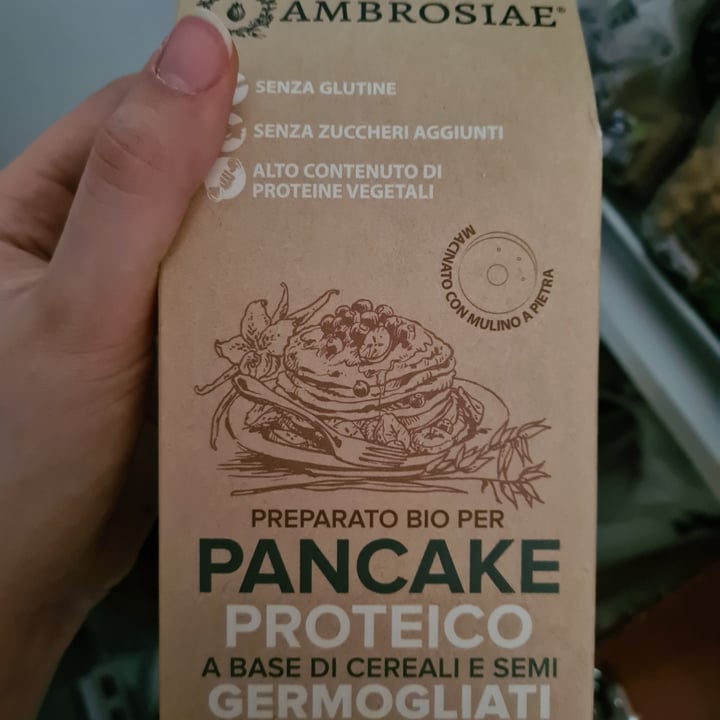 AMBROSIAE®
SENZA GLUTINE
SENZA ZUCCHERI AGGIUNTI
ALTO CONTENUTO DI
PROTEINE VEGETALI
MACINATO CON MULINO A PIETRA
PREPARATO BIO PER
PANCAKE
PROTEICO
A BASE DI CEREALI E SEMI
GERMOGLIATI